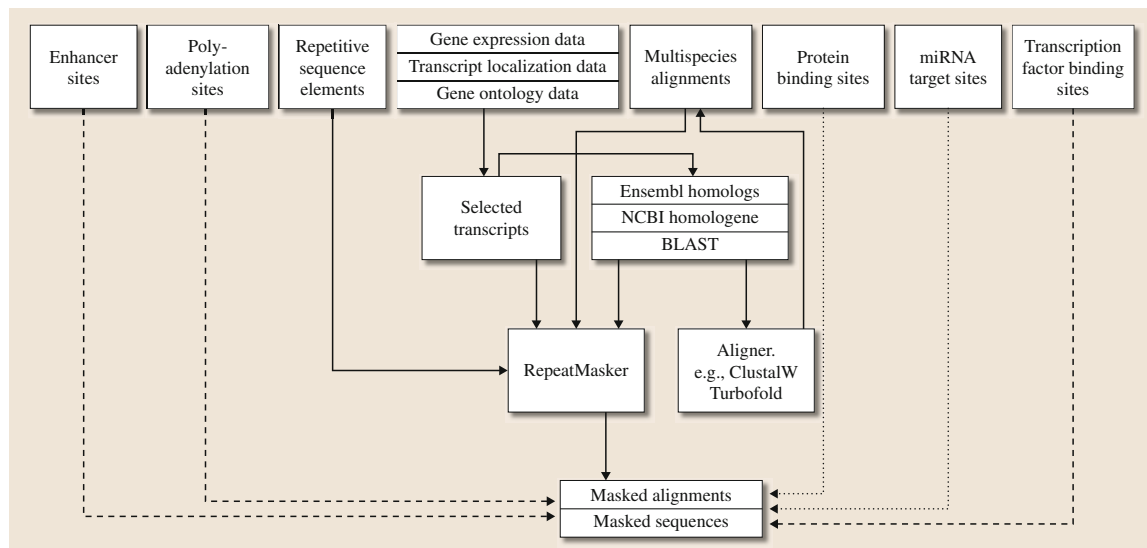 Enhancer
sites
Poly-
adenylation
sites
Repetitive
sequence
elements
Gene expression data
Transcript localization data
Gene ontology data
Multispecies
alignments
Protein
binding sites
miRNA
target sites
Transcription
factor binding
sites
Selected
transcripts
Ensembl homologs
NCBI homologene
BLAST
RepeatMasker
Aligner.
e.g., ClustalW
Turbofold
Masked alignments
Masked sequences